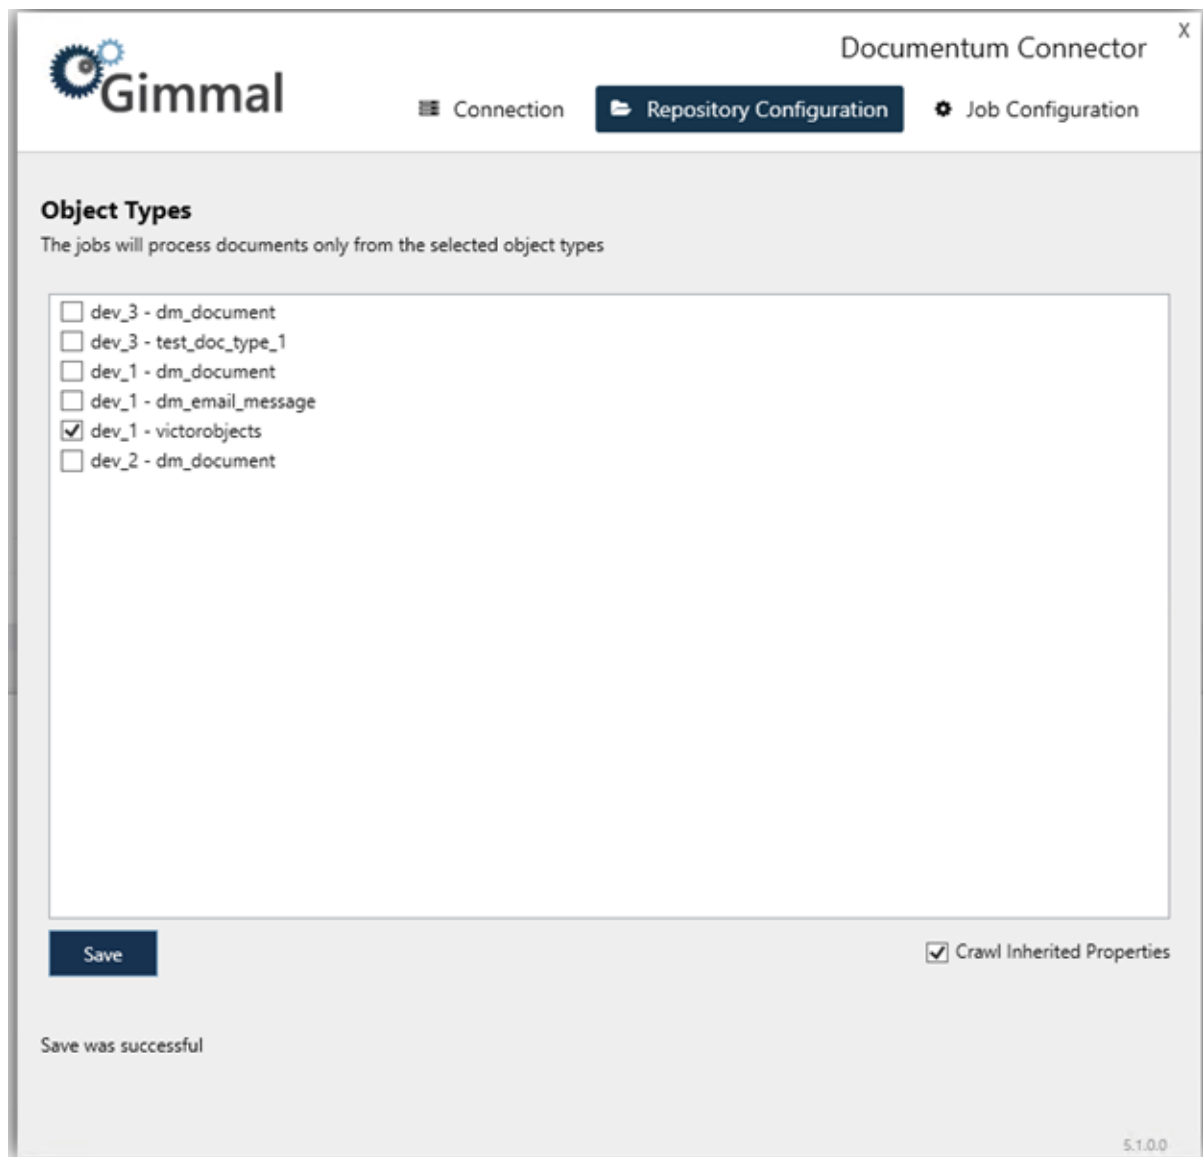 X
Documentum Connector
Gimmal
Connection Repository Configuration Job Configuration
Object Types
The jobs will process documents only from the selected object types
dev_3 - dm_document
dev_3 - test_doc_type_1
dev_1 - dm_document
dev_1 - dm_email_message
dev_1 - victorobjects
dev_2 - dm_document
Save
Crawl Inherited Properties
Save was successful
5.1.0.0